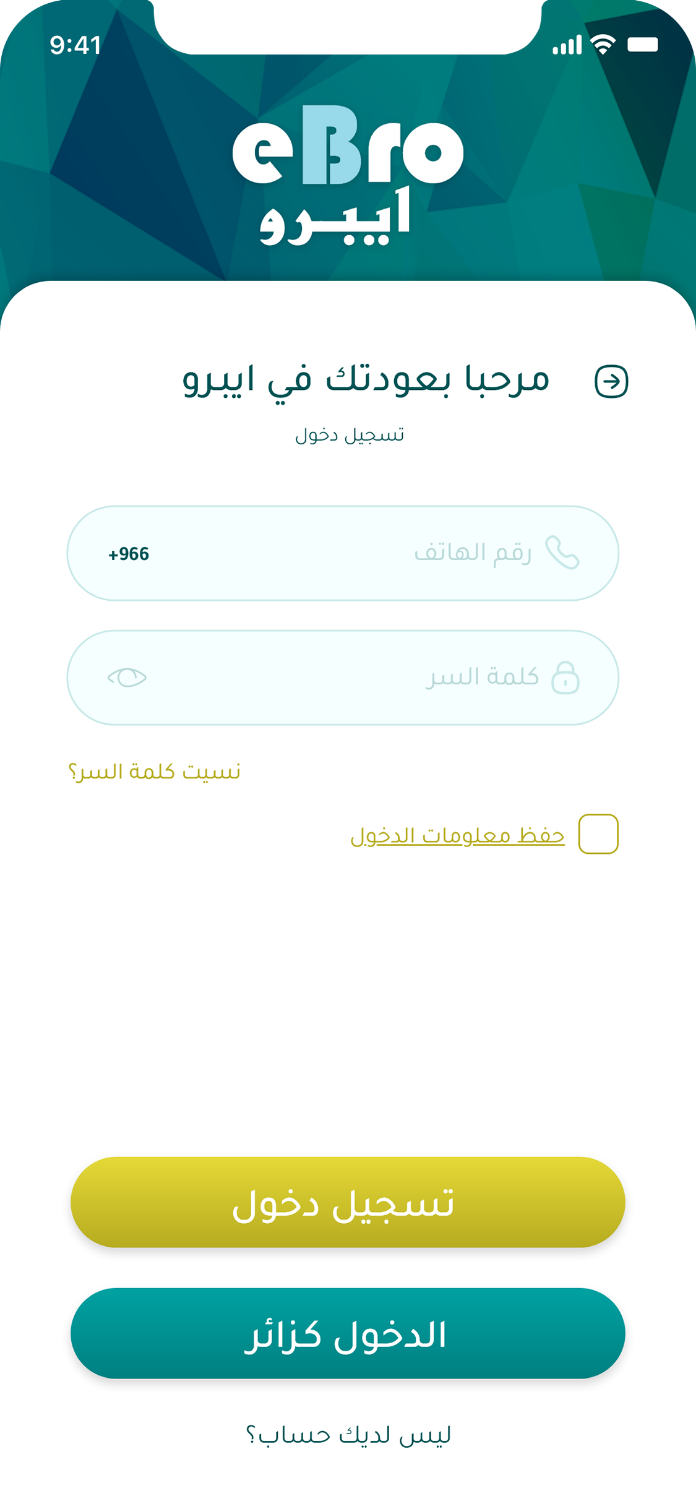 9:41
eBro
ايبرو
مرحبا بعودتك في ايبرو
تسجيل دخول
رقم الهاتف +966
كلمة السر
نسيت كلمة السر؟
حفظ معلومات الدخول
تسجيل دخول
الدخول كزائر
ليس لديك حساب؟